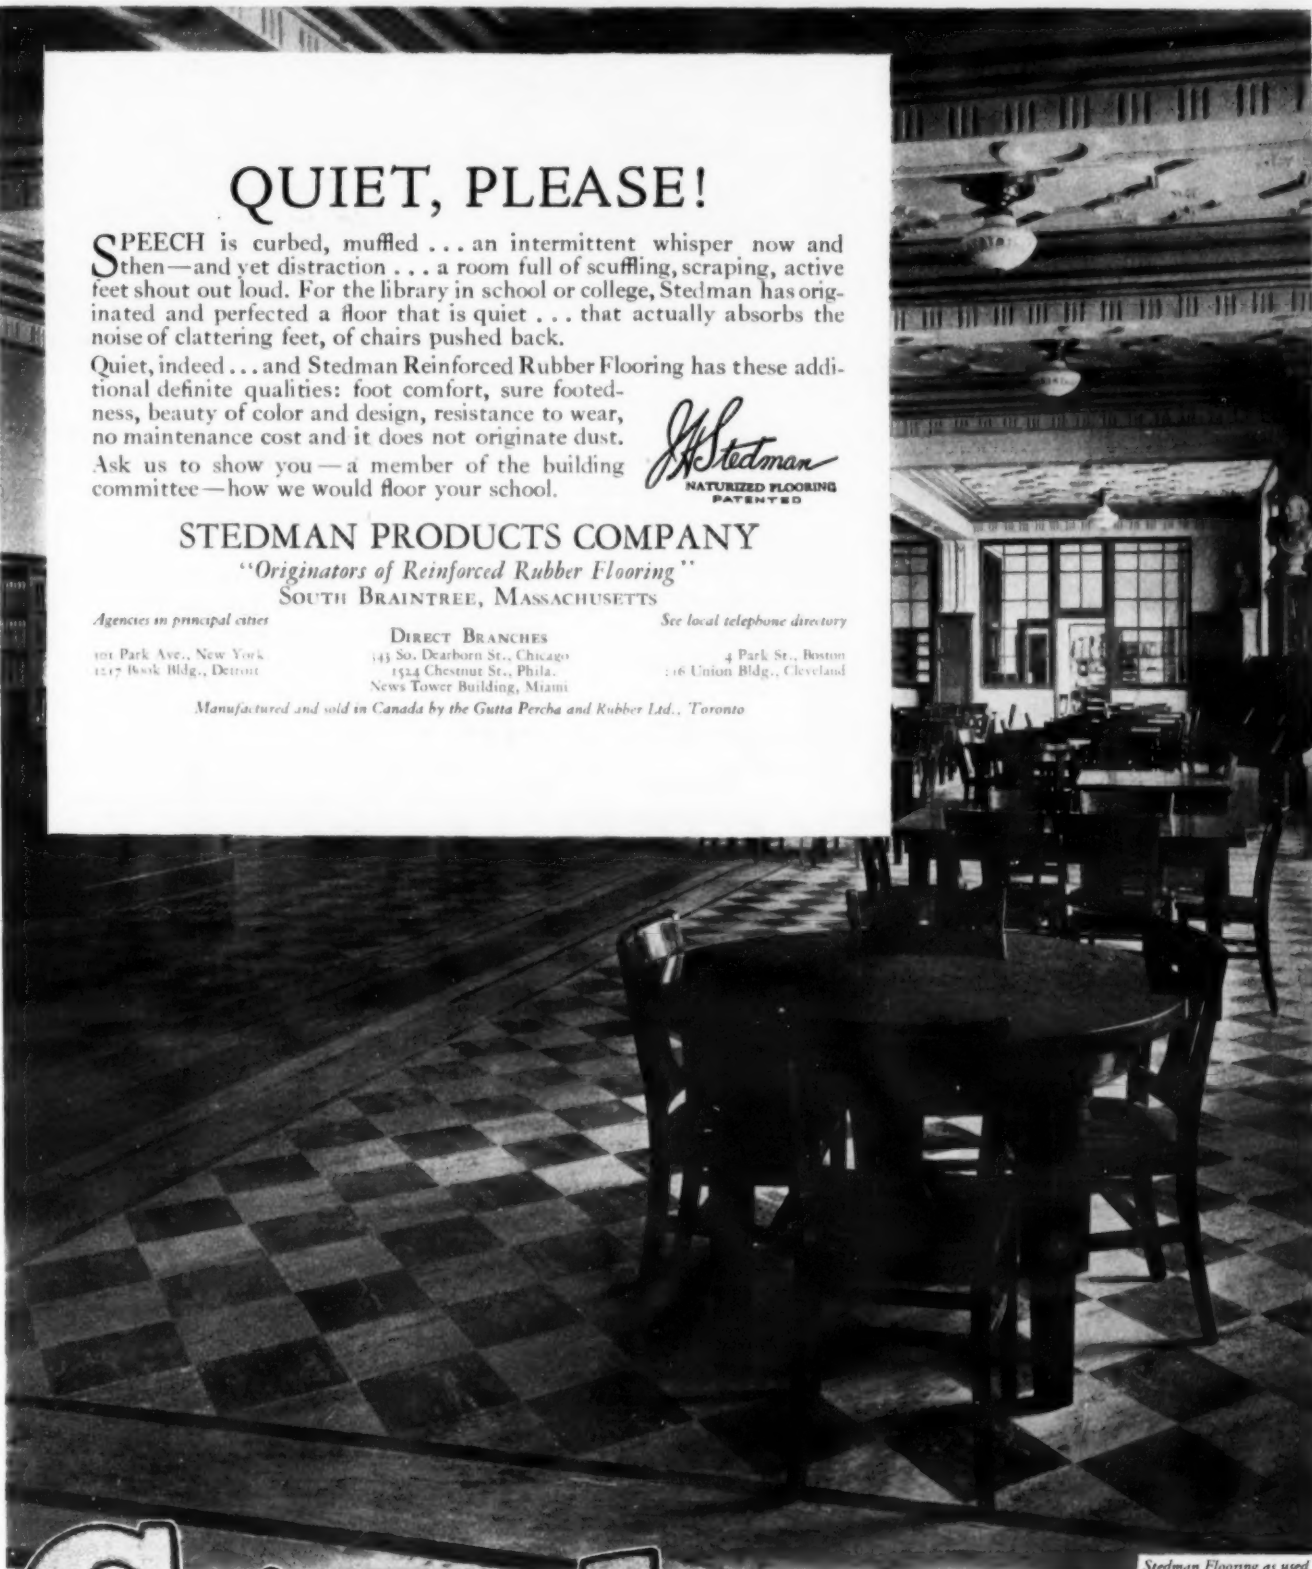 QUIET, PLEASE!
SPEECH is curbed, muffled . . . an intermittent whisper now and
then—and yet distraction . . . a room full of scuffling, scraping, active
feet shout out loud. For the library in school or college, Stedman has orig-
inated and perfected a floor that is quiet . . . that actually absorbs the
noise of clattering feet, of chairs pushed back.
Quiet, indeed . . . and Stedman Reinforced Rubber Flooring has these addi-
tional definite qualities: foot comfort, sure footed-
ness, beauty of color and design, resistance to wear,
no maintenance cost and it does not originate dust.
Ask us to show you—a member of the building
committee—how we would floor your school.
JH Stedman
NATURIZED FLOORING
PATENTED
STEDMAN PRODUCTS COMPANY
"Originators of Reinforced Rubber Flooring"
SOUTH BRAINTREE, MASSACHUSETTS
Agencies in principal cities
See local telephone directory
DIRECT BRANCHES
101 Park Ave., New York
1217 Book Bldg., Detroit
343 So. Dearborn St., Chicago
1524 Chestnut St., Phila.
News Tower Building, Miami
4 Park St., Boston
Union Bldg., Cleveland
Manufactured and sold in Canada by the Gutta Percha and Rubber Ltd., Toronto
Stedman Flooring as used